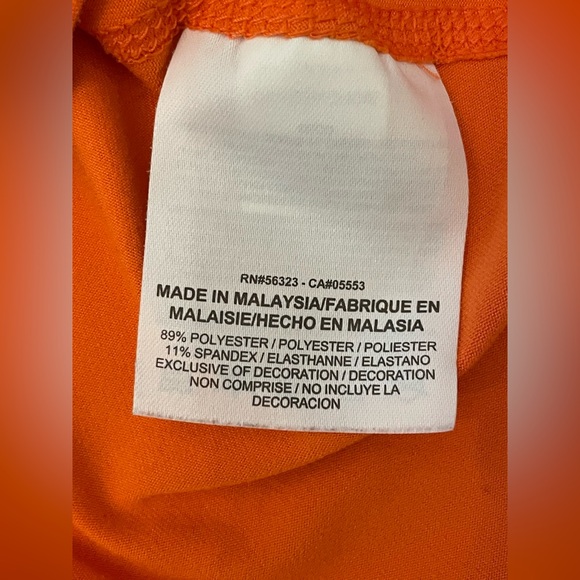 RN#56323 - CA#05553
MADE IN MALAYSIA/FABRIQUE EN
MALAISIE/HECHO EN MALASIA
89% POLYESTER / POLYESTER / POLIESTER
11% SPANDEX / ELASTHANNE / ELASTANO
EXCLUSIVE OF DECORATION / DECORATION
NON COMPRISE / NO INCLUYE LA
DECORACION